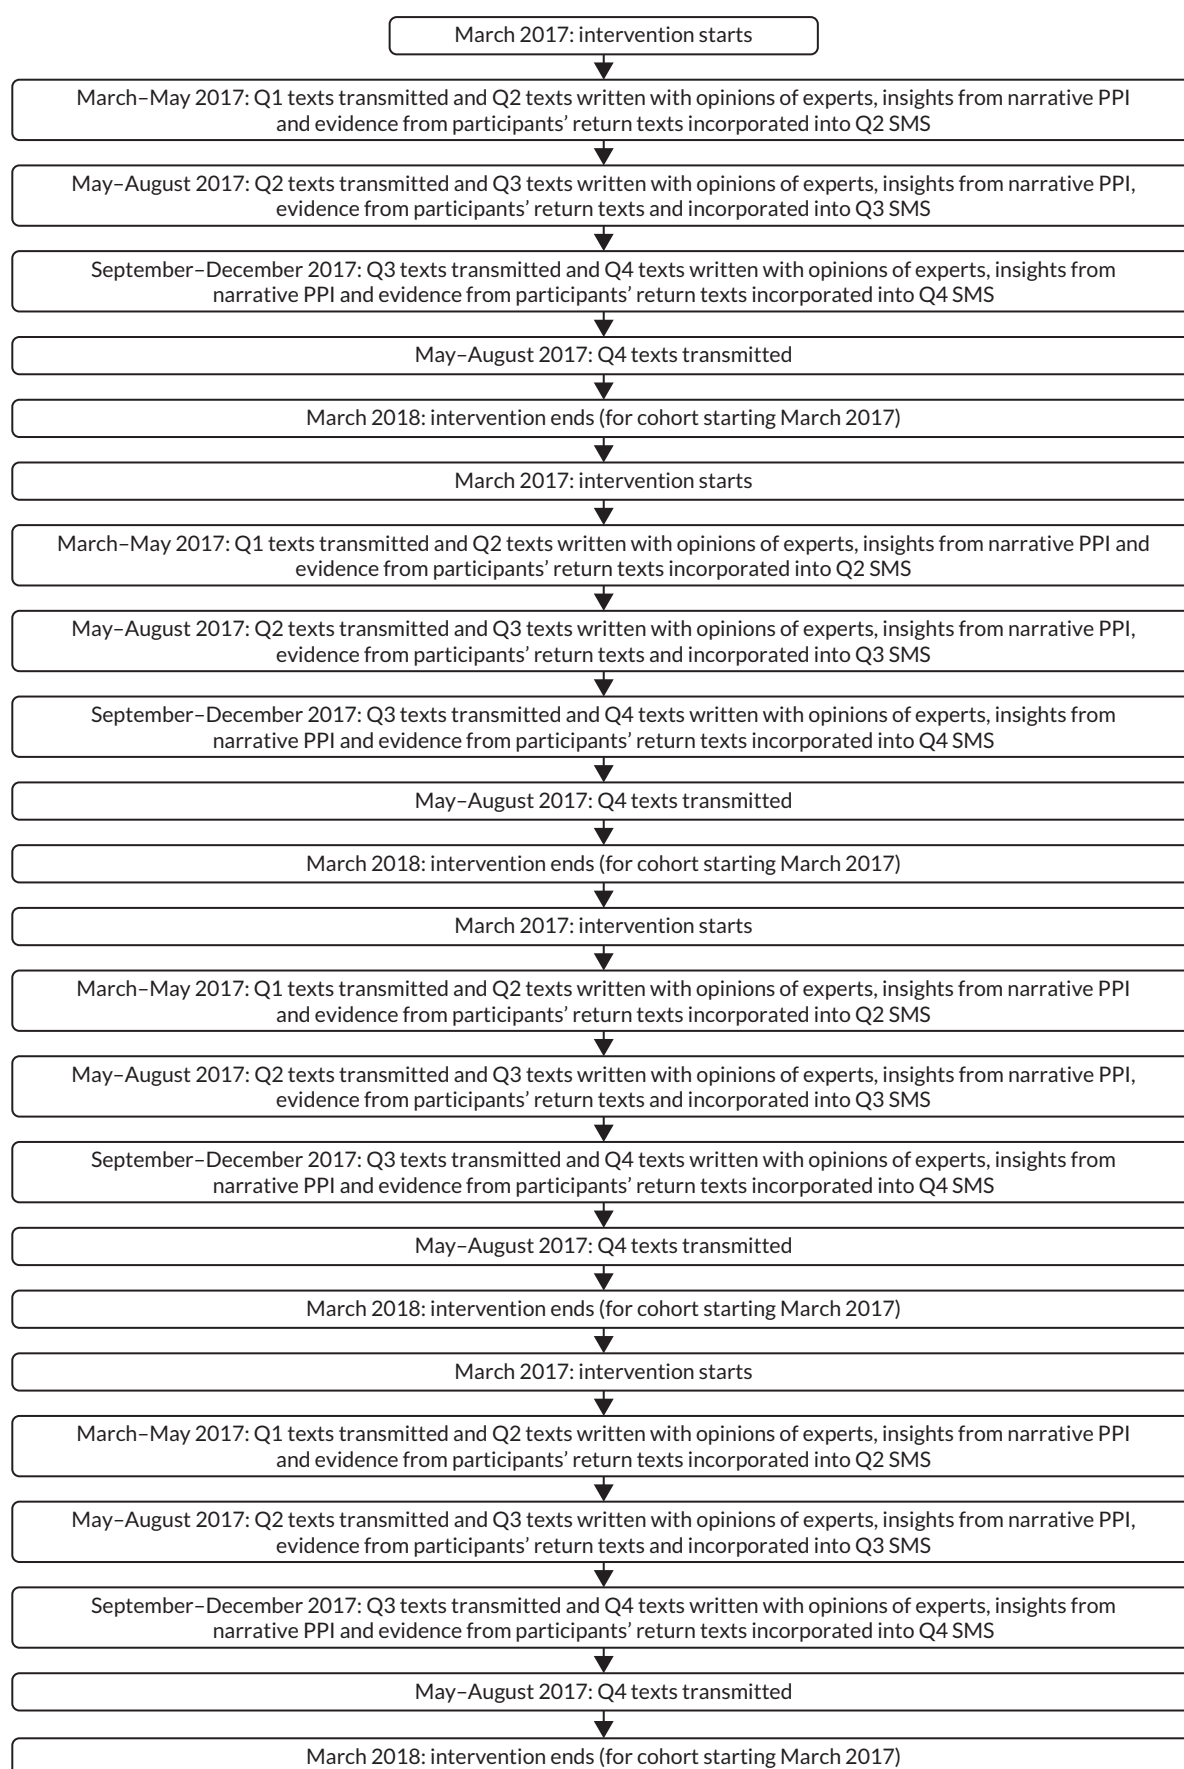 March 2017: intervention starts
March–May 2017: Q1 texts transmitted and Q2 texts written with opinions of experts, insights from narrative PPI
and evidence from participants’ return texts incorporated into Q2 SMS
May–August 2017: Q2 texts transmitted and Q3 texts written with opinions of experts, insights from narrative PPI,
evidence from participants’ return texts and incorporated into Q3 SMS
September–December 2017: Q3 texts transmitted and Q4 texts written with opinions of experts, insights from
narrative PPI and evidence from participants’ return texts incorporated into Q4 SMS
May–August 2017: Q4 texts transmitted
March 2018: intervention ends (for cohort starting March 2017)
March 2017: intervention starts
March–May 2017: Q1 texts transmitted and Q2 texts written with opinions of experts, insights from narrative PPI and
evidence from participants’ return texts incorporated into Q2 SMS
May–August 2017: Q2 texts transmitted and Q3 texts written with opinions of experts, insights from narrative PPI,
evidence from participants’ return texts and incorporated into Q3 SMS
September–December 2017: Q3 texts transmitted and Q4 texts written with opinions of experts, insights from
narrative PPI and evidence from participants’ return texts incorporated into Q4 SMS
May–August 2017: Q4 texts transmitted
March 2018: intervention ends (for cohort starting March 2017)
March 2017: intervention starts
March–May 2017: Q1 texts transmitted and Q2 texts written with opinions of experts, insights from narrative PPI
and evidence from participants’ return texts incorporated into Q2 SMS
May–August 2017: Q2 texts transmitted and Q3 texts written with opinions of experts, insights from narrative PPI,
evidence from participants’ return texts and incorporated into Q3 SMS
September–December 2017: Q3 texts transmitted and Q4 texts written with opinions of experts, insights from
narrative PPI and evidence from participants’ return texts incorporated into Q4 SMS
May–August 2017: Q4 texts transmitted
March 2018: intervention ends (for cohort starting March 2017)
March 2017: intervention starts
March–May 2017: Q1 texts transmitted and Q2 texts written with opinions of experts, insights from narrative PPI
and evidence from participants’ return texts incorporated into Q2 SMS
May–August 2017: Q2 texts transmitted and Q3 texts written with opinions of experts, insights from narrative PPI,
evidence from participants’ return texts and incorporated into Q3 SMS
September–December 2017: Q3 texts transmitted and Q4 texts written with opinions of experts, insights from
narrative PPI and evidence from participants’ return texts incorporated into Q4 SMS
May–August 2017: Q4 texts transmitted
March 2018: intervention ends (for cohort starting March 2017)